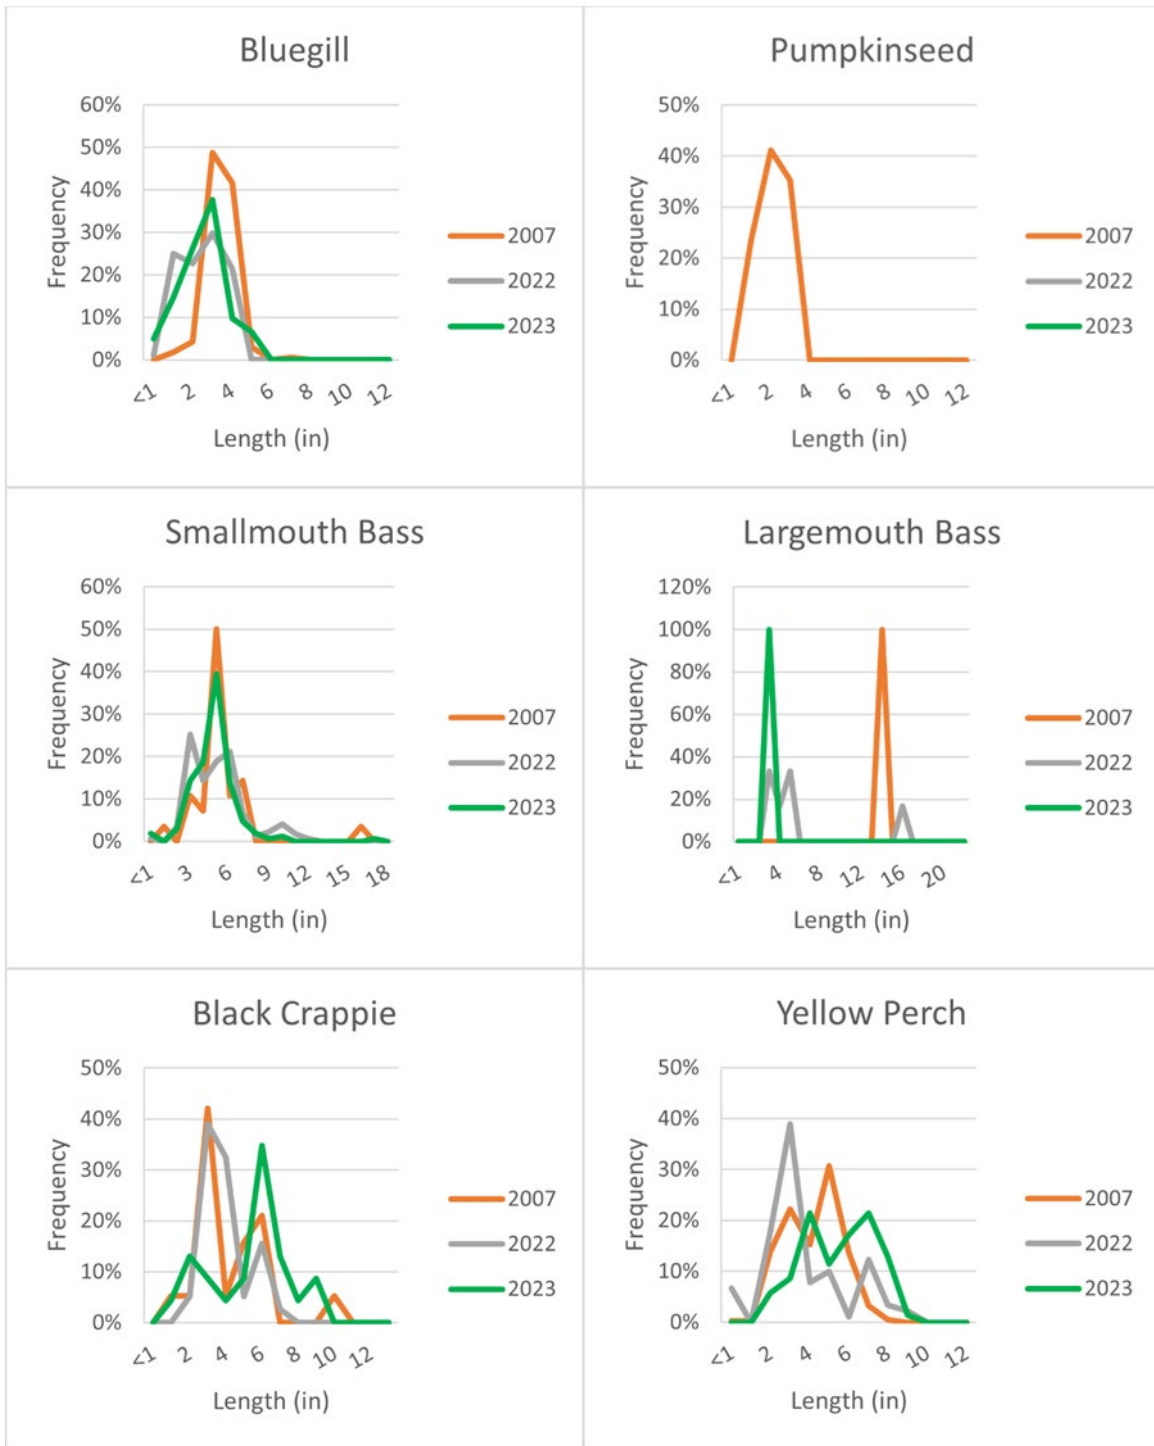 Bluegill
60%
50%
40%
30%
20%
10%
0%
Frequency
<1 2 4 6 8 10 12
Length (in)
2007
2022
2023
Pumpkinseed
50%
40%
30%
20%
10%
0%
Frequency
<1 2 4 6 8 10 12
Length (in)
2007
2022
2023
Smallmouth Bass
60%
50%
40%
30%
20%
10%
0%
Frequency
<1 3 6 9 12 15 18
Length (in)
2007
2022
2023
Largemouth Bass
120%
100%
80%
60%
40%
20%
0%
Frequency
<1 4 8 12 16 20
Length (in)
2007
2022
2023
Black Crappie
50%
40%
30%
20%
10%
0%
Frequency
<1 2 4 6 8 10 12
Length (in)
2007
2022
2023
Yellow Perch
50%
40%
30%
20%
10%
0%
Frequency
<1 2 4 6 8 10 12
Length (in)
2007
2022
2023